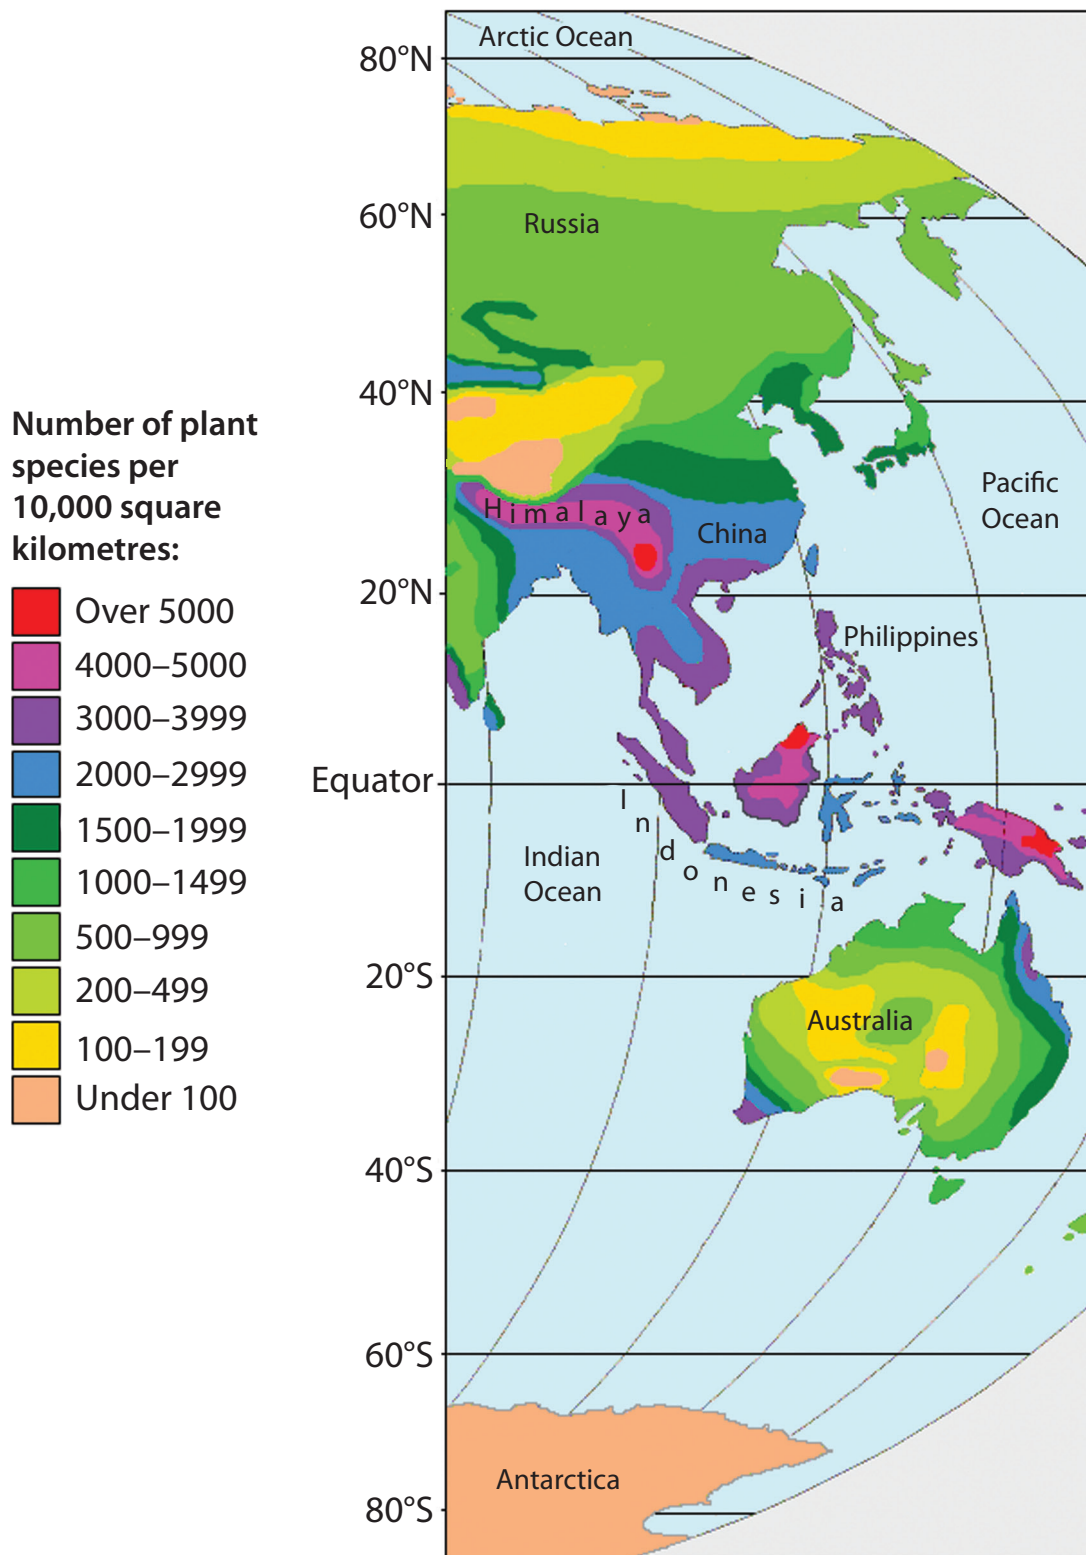 Arctic Ocean
80°N
60°N
Russia
40°N
Number of plant
species per
10,000 square
kilometres:
Over 5000
4000–5000
3000–3999
2000–2999
1500–1999
1000–1499
500–999
200–499
100–199
Under 100
Pacific
Ocean
Himalaya
China
20°N
Philippines
Equator
Indonesia
Indian
Ocean
20°S
Australia
40°S
60°S
Antarctica
80°S